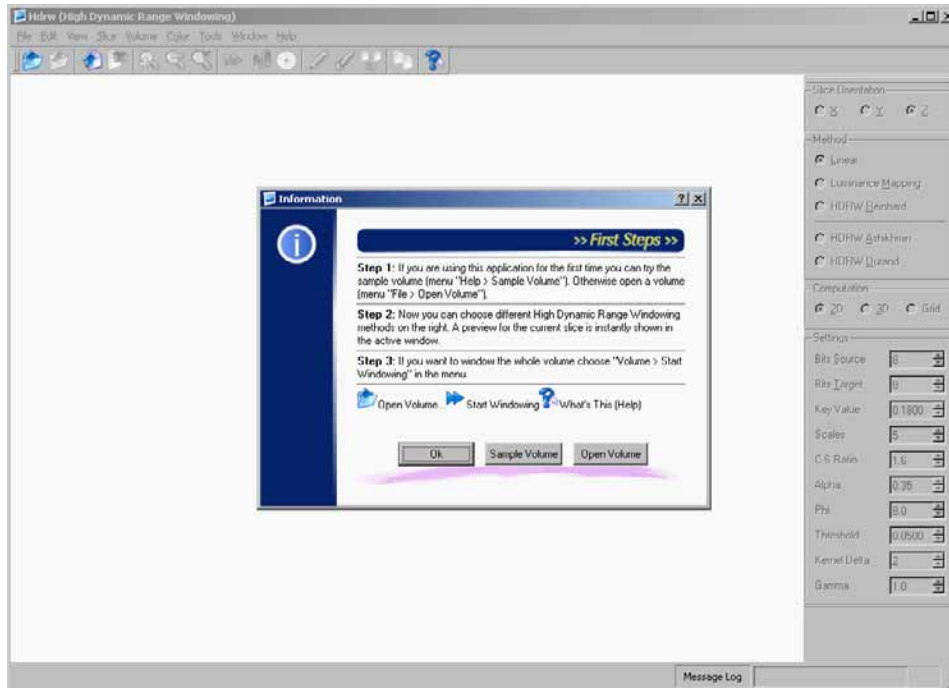 Hdrw (High Dynamic Range Windowing)
File Edit View Slice Volume Color Tools Window Help
Slice Orientation
X Y Z
Method
Linear
Luminance Mapping
HDRW Reinhard
HDRW Ashikhmin
HDRW Durand
Computation
2D 3D Grid
Settings
Bits Source 8
Bits Target 8
Key Value 0.1800
Scales 5
C S Ratio 1.6
Alpha 0.35
Phi 8.0
Threshold 0.0500
Kernel Delta 2
Gamma 1.0
Information
>> First Steps >>
Step 1: If you are using this application for the first time you can try the
sample volume (menu "Help > Sample Volume"). Otherwise open a volume
(menu "File > Open Volume").
Step 2: Now you can choose different High Dynamic Range Windowing
methods on the right. A preview for the current slice is instantly shown in
the active window.
Step 3: If you want to window the whole volume choose "Volume > Start
Windowing" in the menu.
Open Volume... Start Windowing What's This (Help)
Ok Sample Volume Open Volume
Message Log